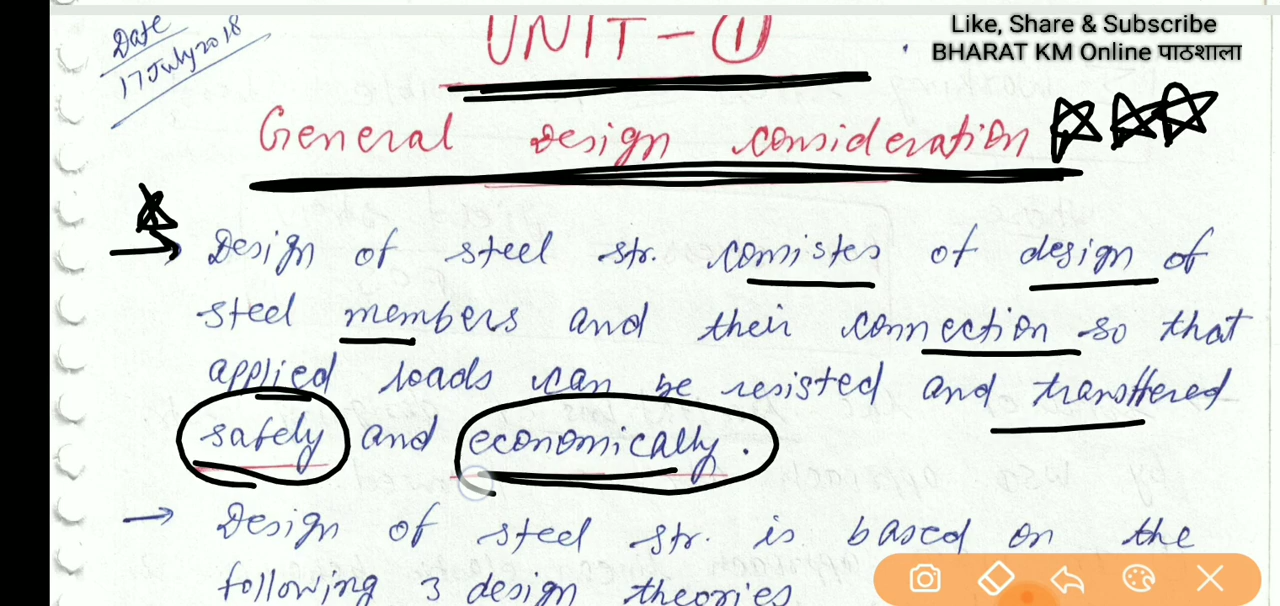 Date
17 July 2018
Like, Share & Subscribe
BHARAT KM Online पाठशाला
UNIT - ①
General Design consideration
→ Design of steel str. comistes of design of
steel members and their connection so that
applied loads can be resisted and transffered
safely and economically.
→ Design of steel str. is based on the
following 3 design theories